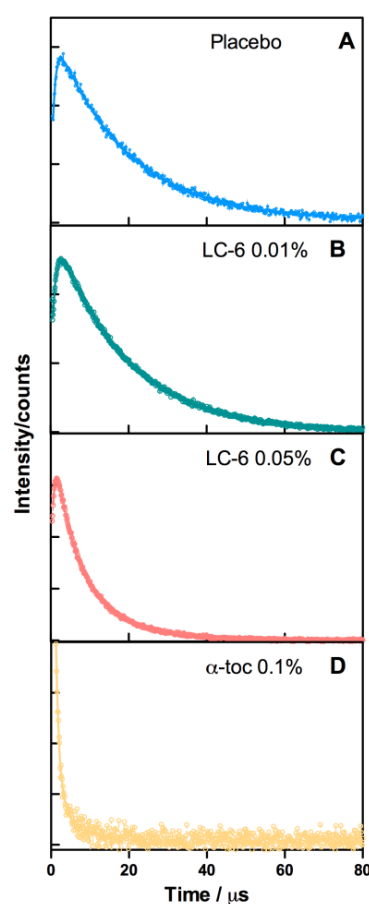 Placebo A
LC-6 0.01% B
LC-6 0.05% C
α-toc 0.1% D
Intensity/counts
0 20 40 60 80
Time / μs